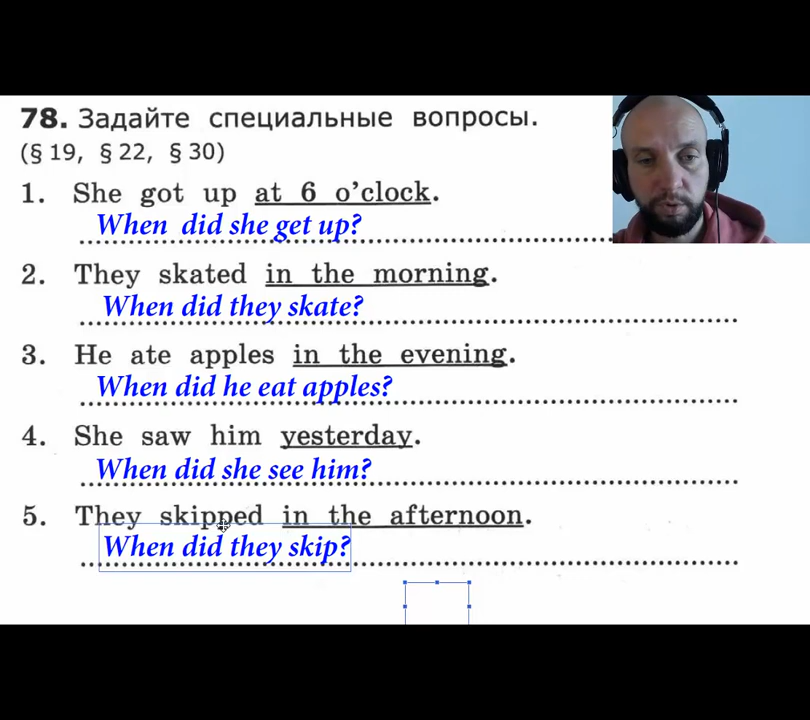 78. Задайте специальные вопросы.
(§ 19, § 22, § 30)
1. She got up at 6 o’clock.
When did she get up?
2. They skated in the morning.
When did they skate?
3. He ate apples in the evening.
When did he eat apples?
4. She saw him yesterday.
When did she see him?
5. They skipped in the afternoon.
When did they skip?